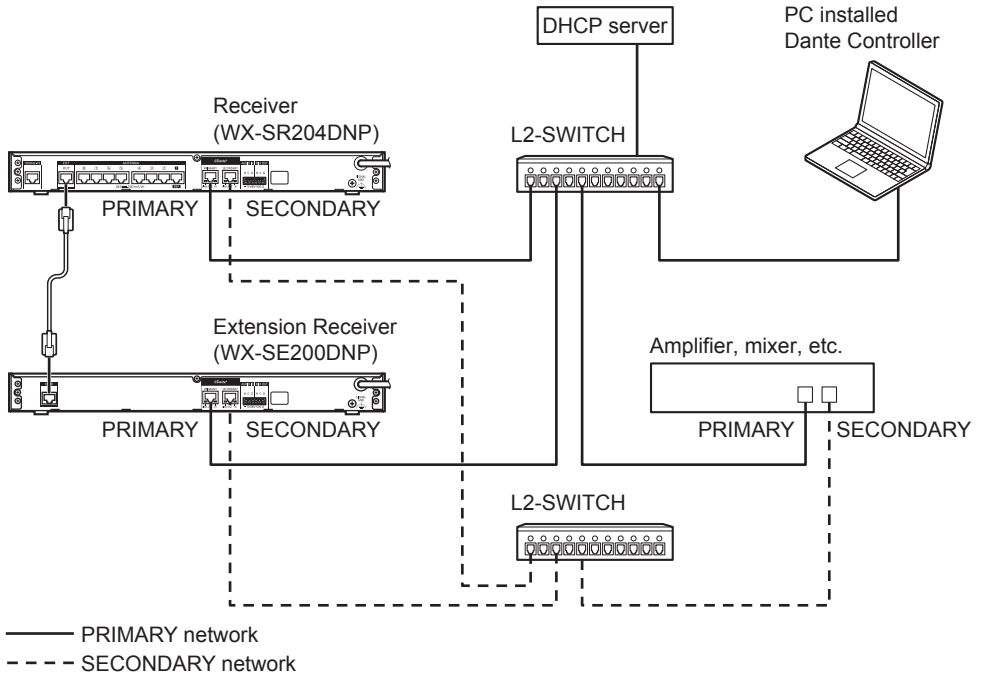 DHCP server
PC installed
Dante Controller
Receiver
(WX-SR204DNP)
L2-SWITCH
PRIMARY
SECONDARY
Extension Receiver
(WX-SE200DNP)
Amplifier, mixer, etc.
PRIMARY
SECONDARY
PRIMARY
SECONDARY
L2-SWITCH
PRIMARY network
SECONDARY network